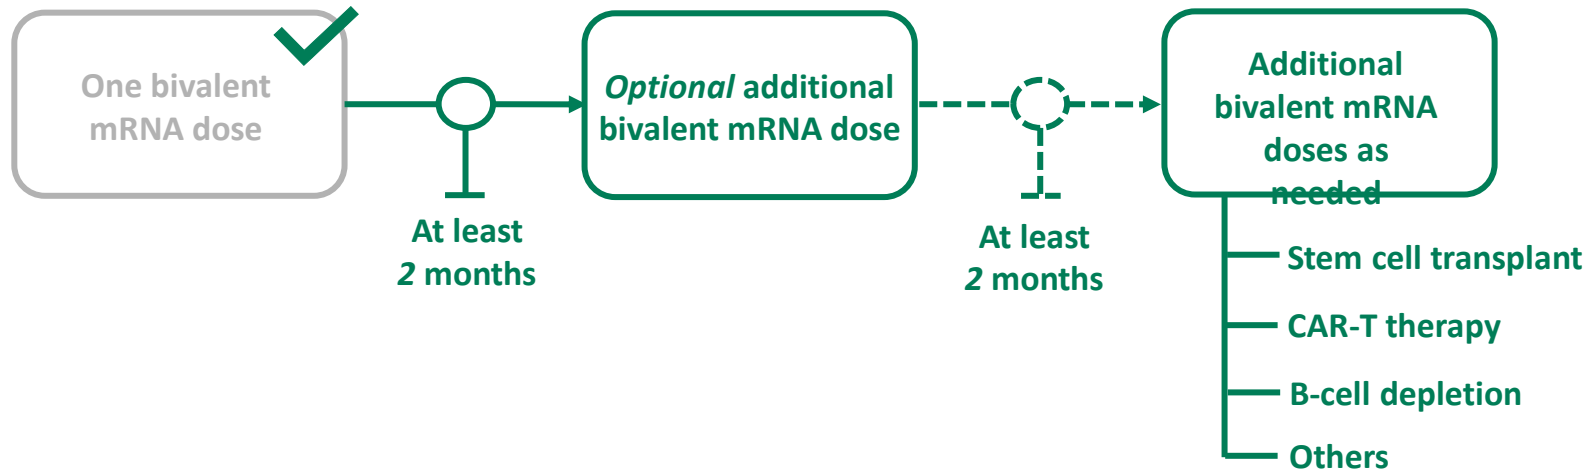 One bivalent
mRNA dose
Optional additional
bivalent mRNA dose
Additional
bivalent mRNA
doses as
needed
At least
2 months
At least
2 months
Stem cell transplant
CAR-T therapy
B-cell depletion
Others